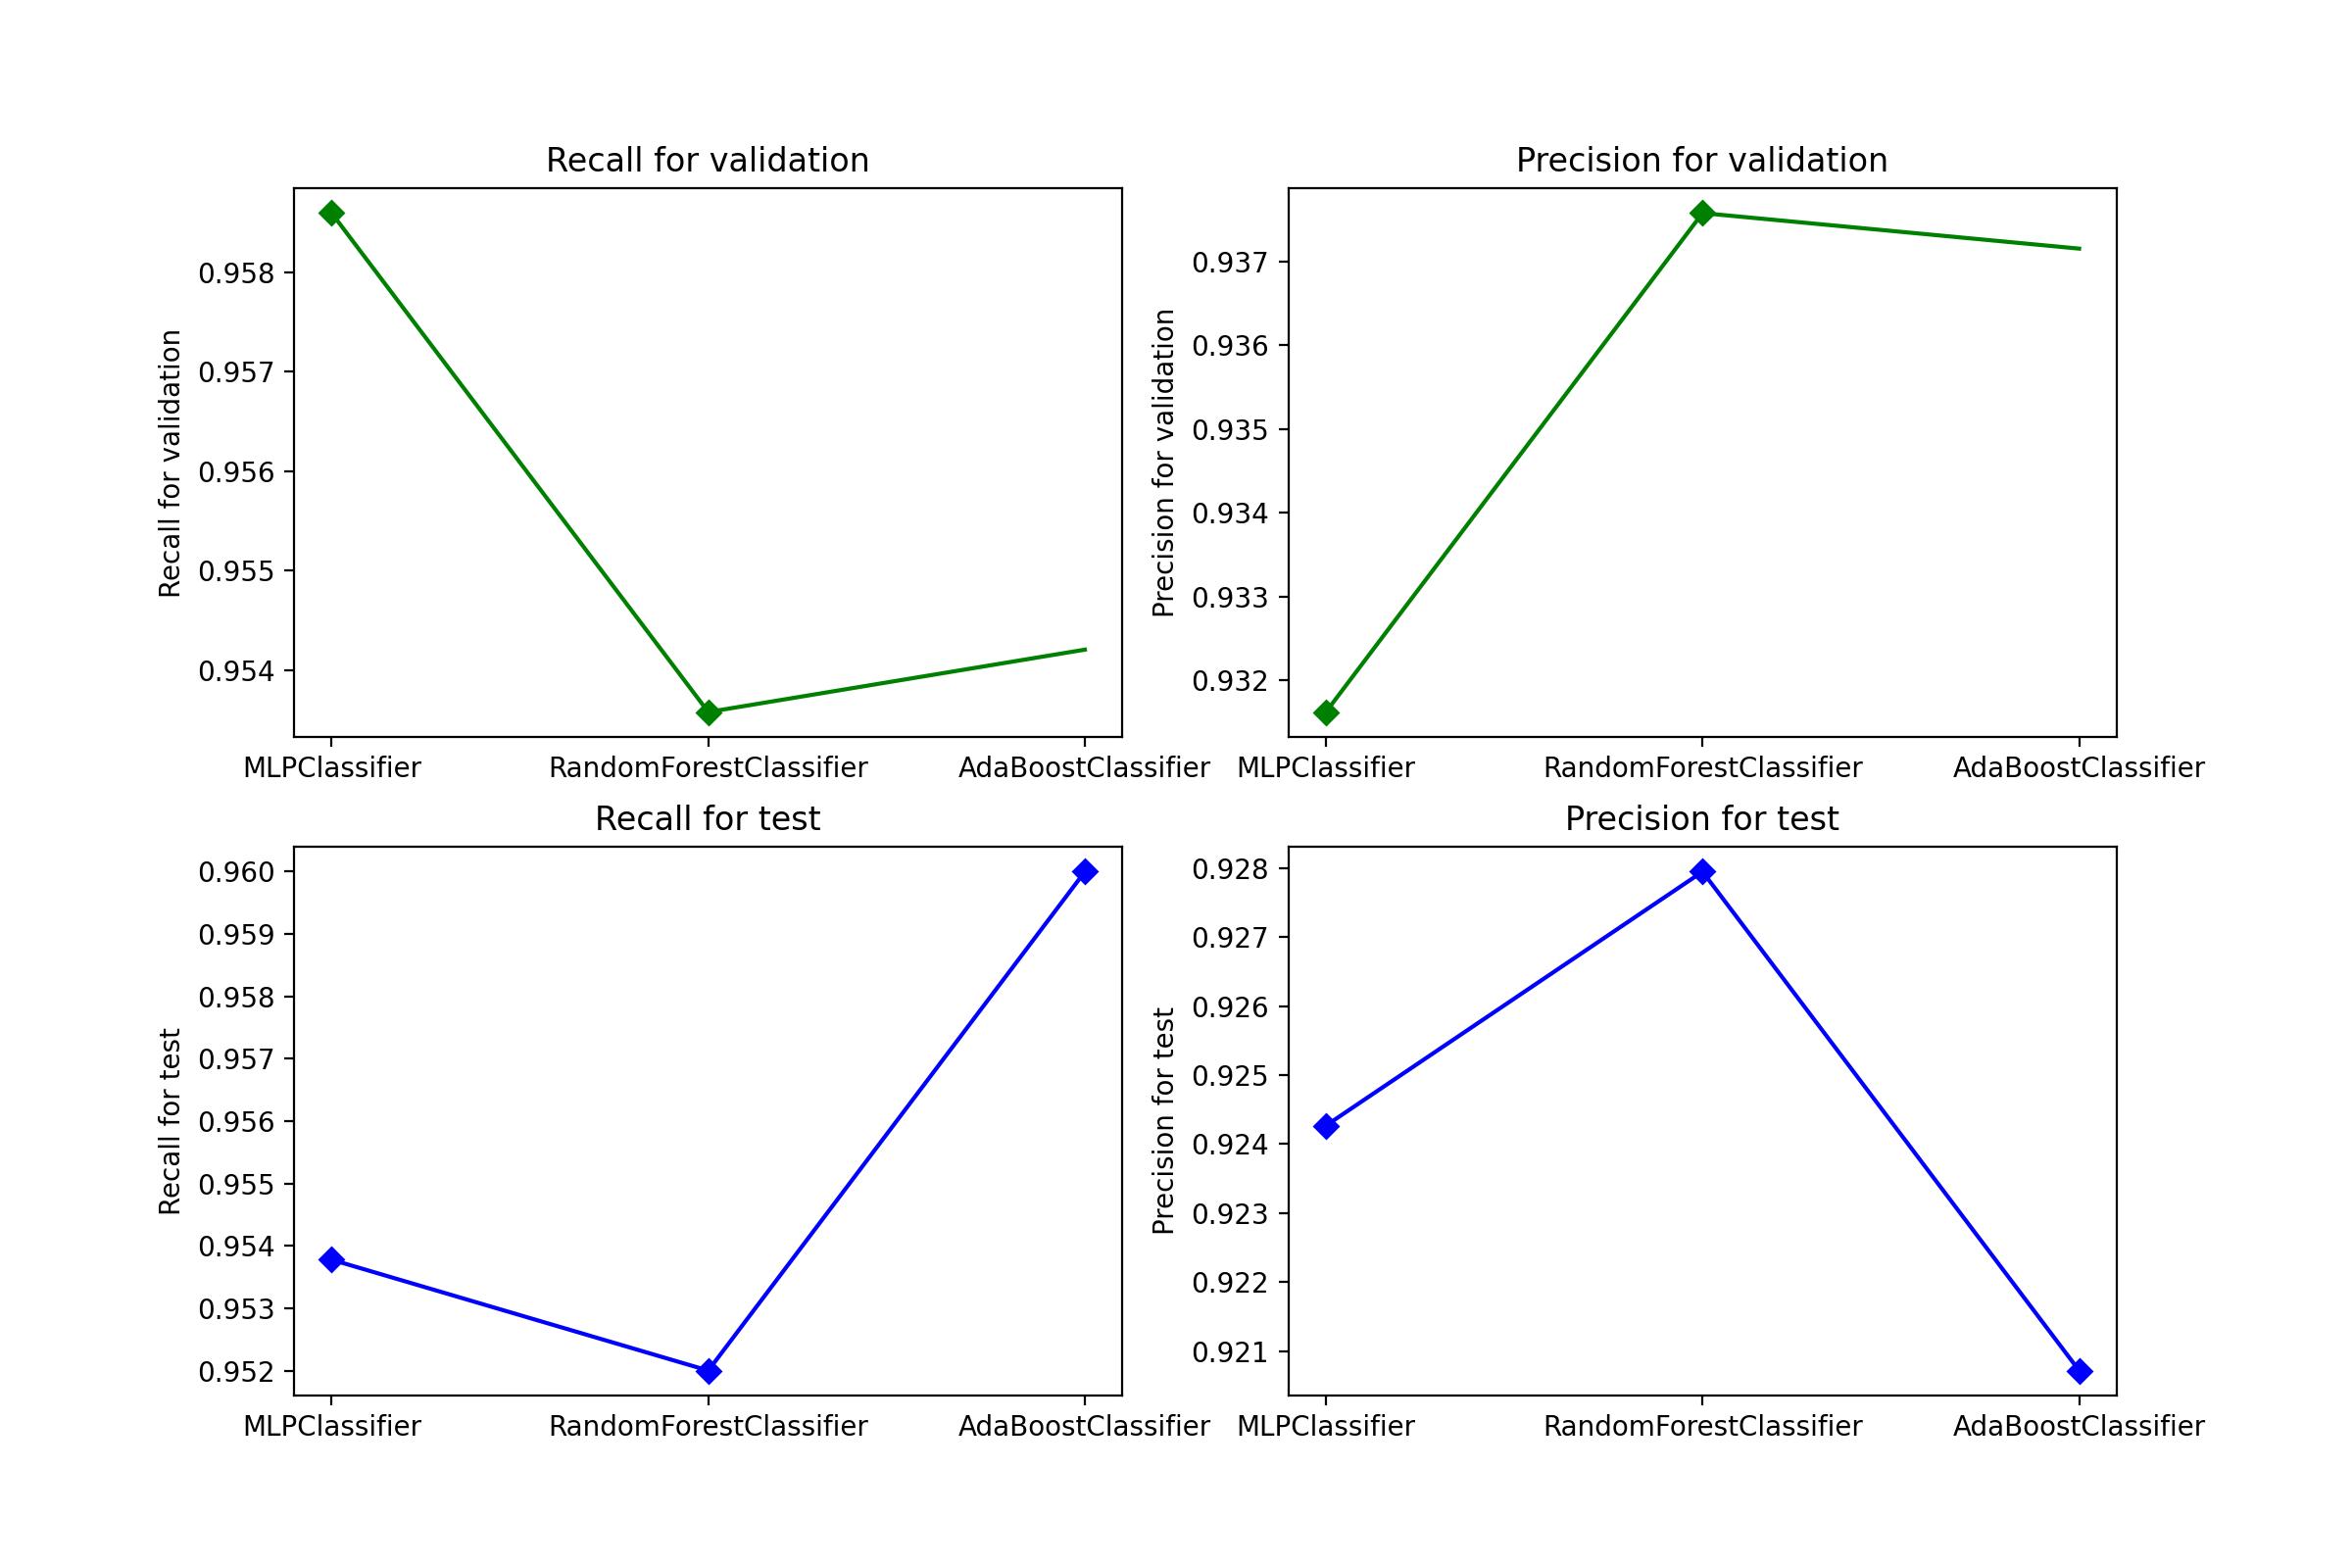 Recall for validation
Recall for validation
0.958
0.957
0.956
0.955
0.954
MLPClassifier RandomForestClassifier AdaBoostClassifier
Precision for validation
Precision for validation
0.937
0.936
0.935
0.934
0.933
0.932
MLPClassifier RandomForestClassifier AdaBoostClassifier
Recall for test
Recall for test
0.960
0.959
0.958
0.957
0.956
0.955
0.954
0.953
0.952
MLPClassifier RandomForestClassifier AdaBoostClassifier
Precision for test
Precision for test
0.928
0.927
0.926
0.925
0.924
0.923
0.922
0.921
MLPClassifier RandomForestClassifier AdaBoostClassifier